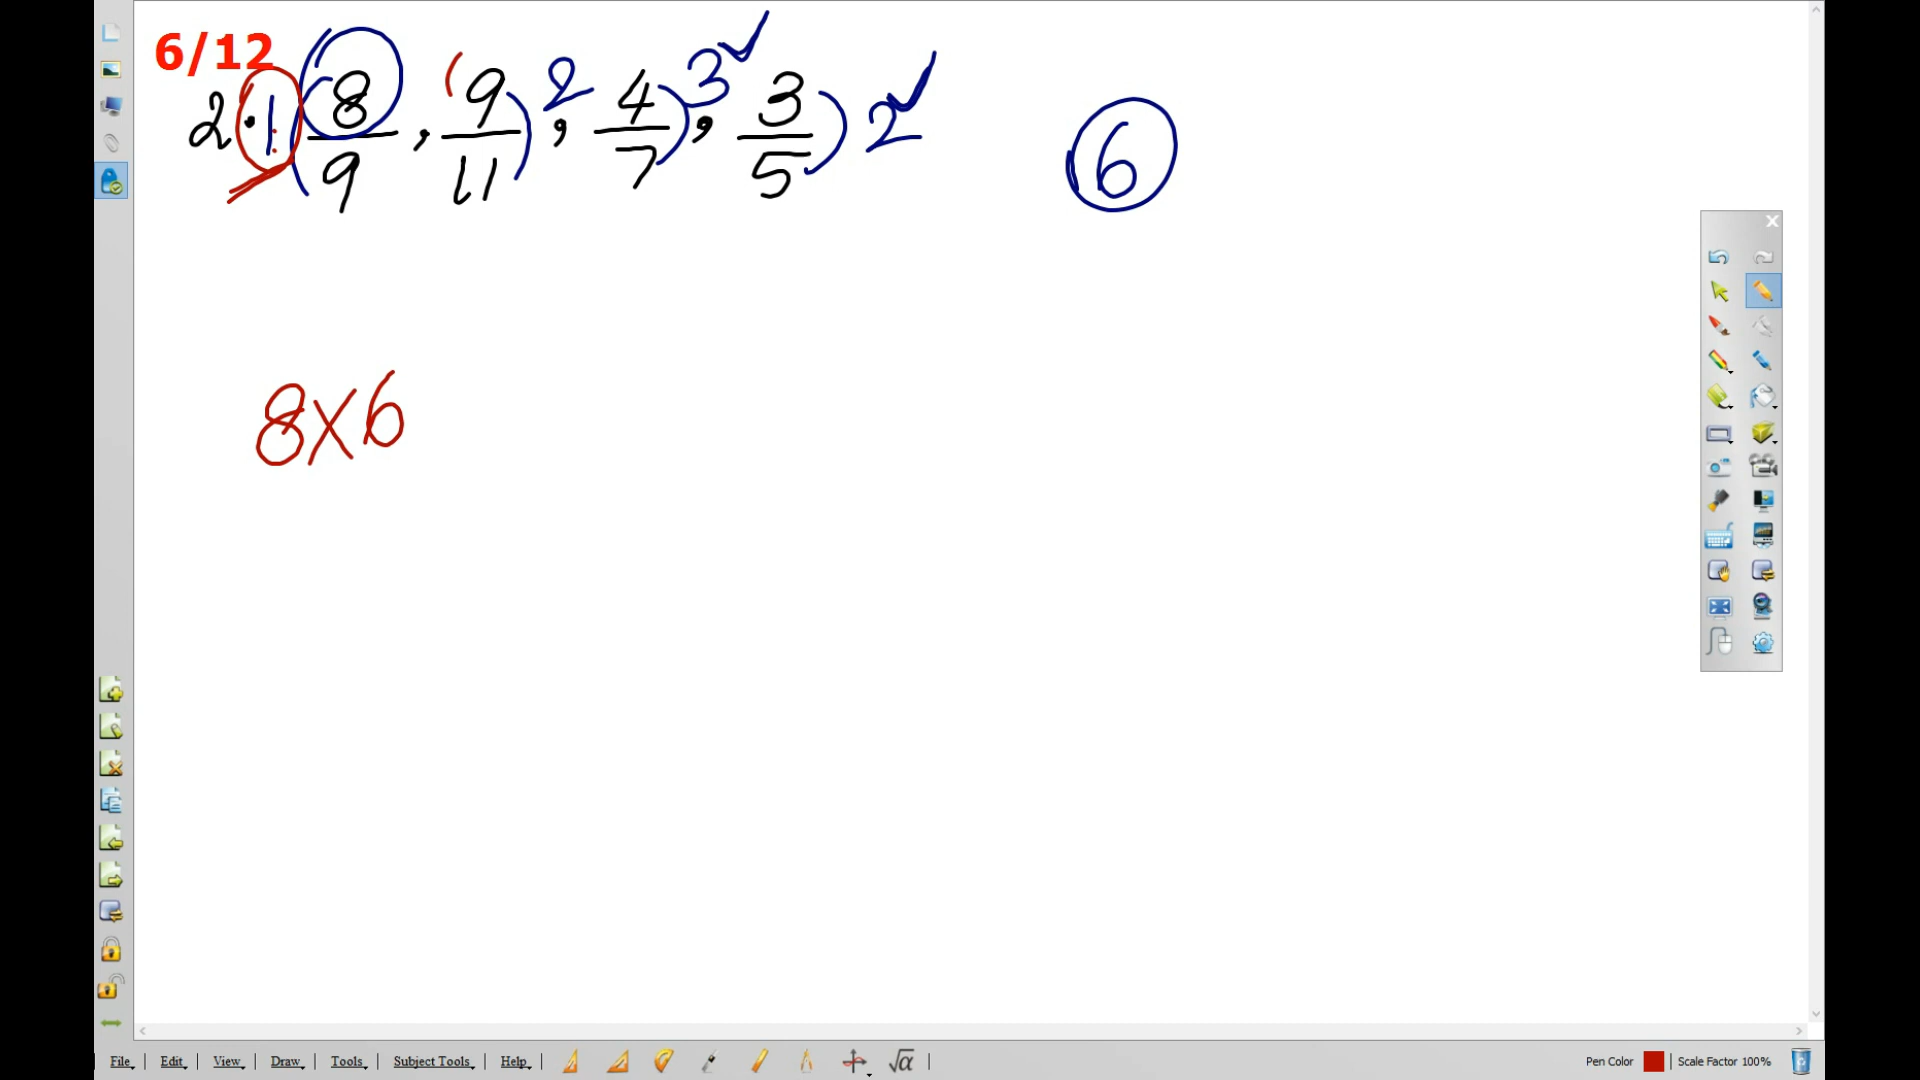 6/12
2. 1 8/9 , 9/11 2 , 4/7 3 , 3/5 2
6
8x6
File Edit View Draw Tools Subject Tools Help √α Pen Color Scale Factor 100%